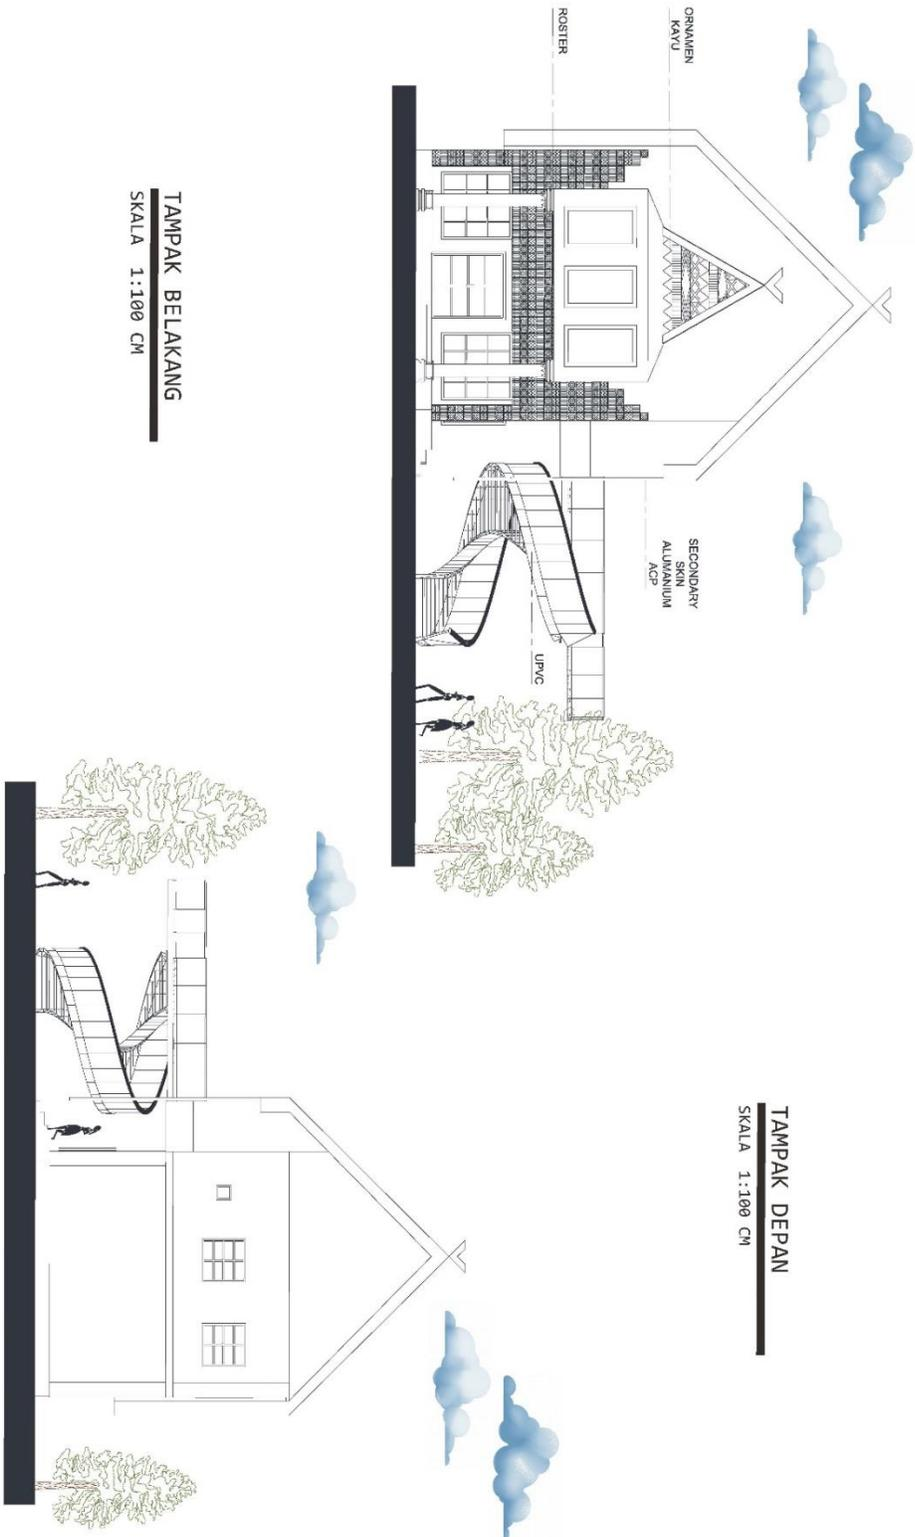 ORNAMEN
KAYU
ROSTER
SECONDARY
SKIN
ALUMANIUM
ACP
UPVC
TAMPAK DEPAN
SKALA 1:100 CM
TAMPAK BELAKANG
SKALA 1:100 CM